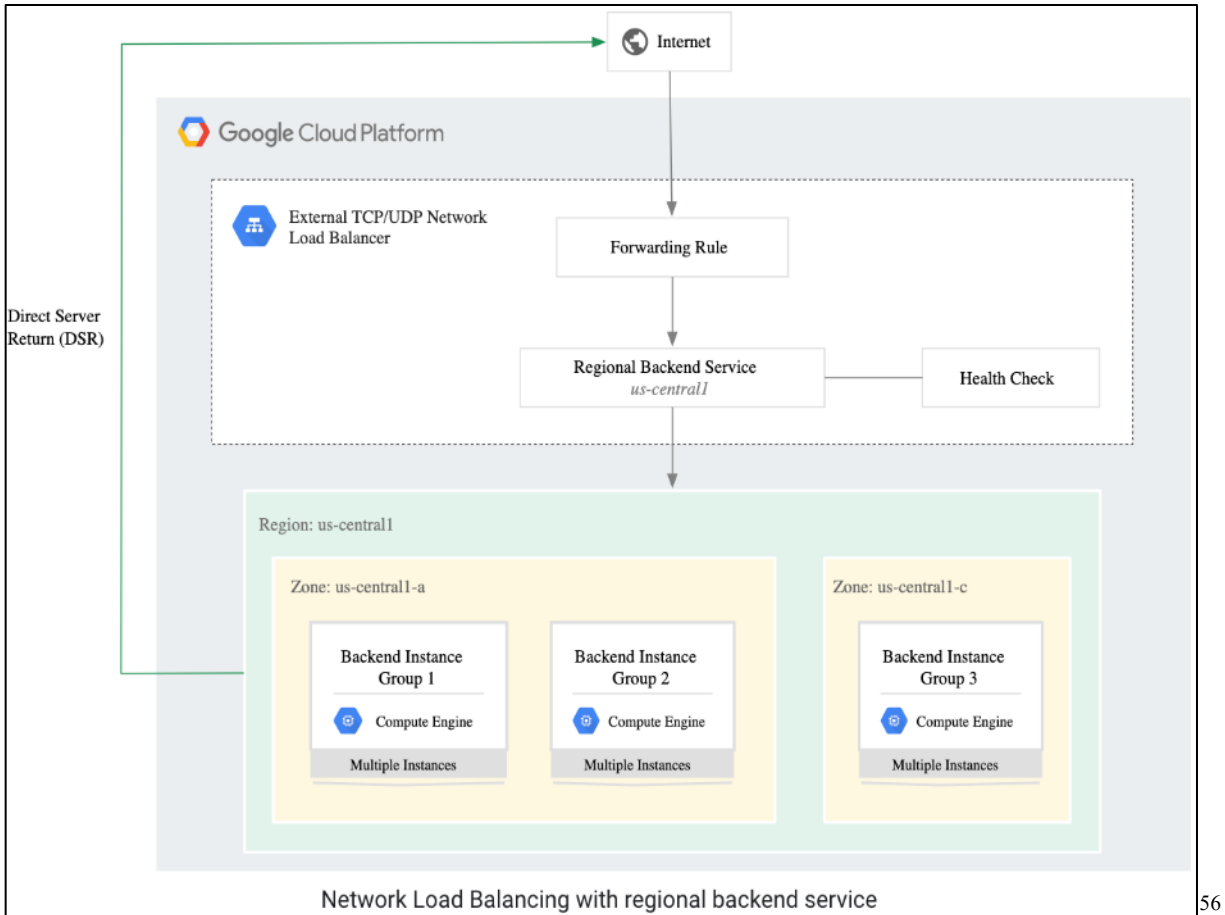 Internet
Google Cloud Platform
External TCP/UDP Network
Load Balancer
Forwarding Rule
Direct Server
Return (DSR)
Regional Backend Service
us-central1
Health Check
Region: us-central1
Zone: us-central1-a
Zone: us-central1-c
Backend Instance
Group 1
Compute Engine
Multiple Instances
Backend Instance
Group 2
Compute Engine
Multiple Instances
Backend Instance
Group 3
Compute Engine
Multiple Instances
Network Load Balancing with regional backend service
56